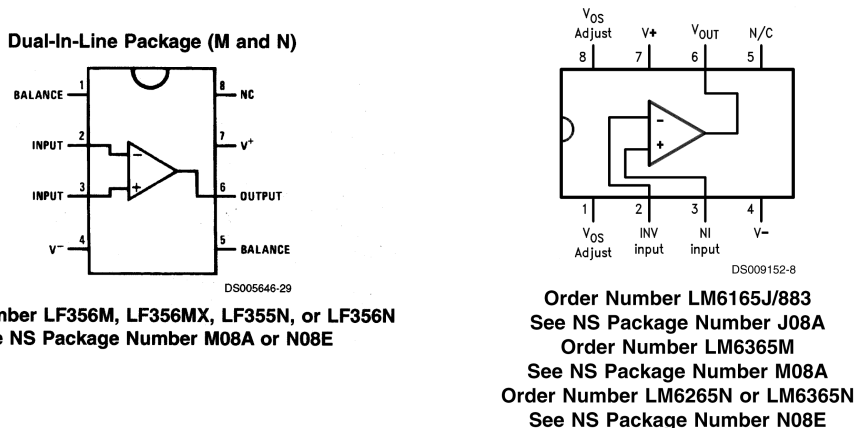 Dual-In-Line Package (M and N)
BALANCE 1
8 NC
INPUT 2
7 V+
INPUT 3
6 OUTPUT
V− 4
5 BALANCE
− +
DS005646-29
LF356M, LF356MX, LF355N, or LF356N
NS Package Number M08A or N08E
VOS Adjust
V+
VOUT
N/C
8 7 6 5
− +
1 2 3 4
VOS Adjust
INV input
NI input
V−
DS009152-8
Order Number LM6165J/883
See NS Package Number J08A
Order Number LM6365M
See NS Package Number M08A
Order Number LM6265N or LM6365N
See NS Package Number N08E